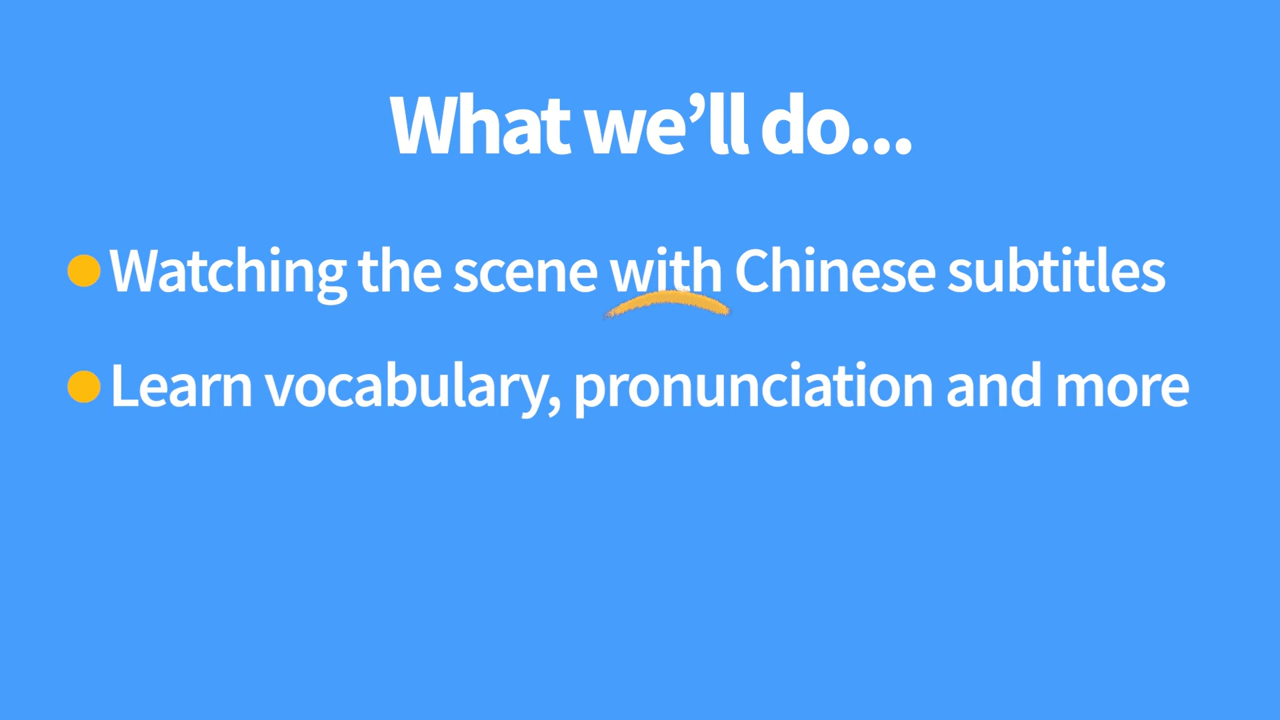 What we’ll do...
Watching the scene with Chinese subtitles
Learn vocabulary, pronunciation and more